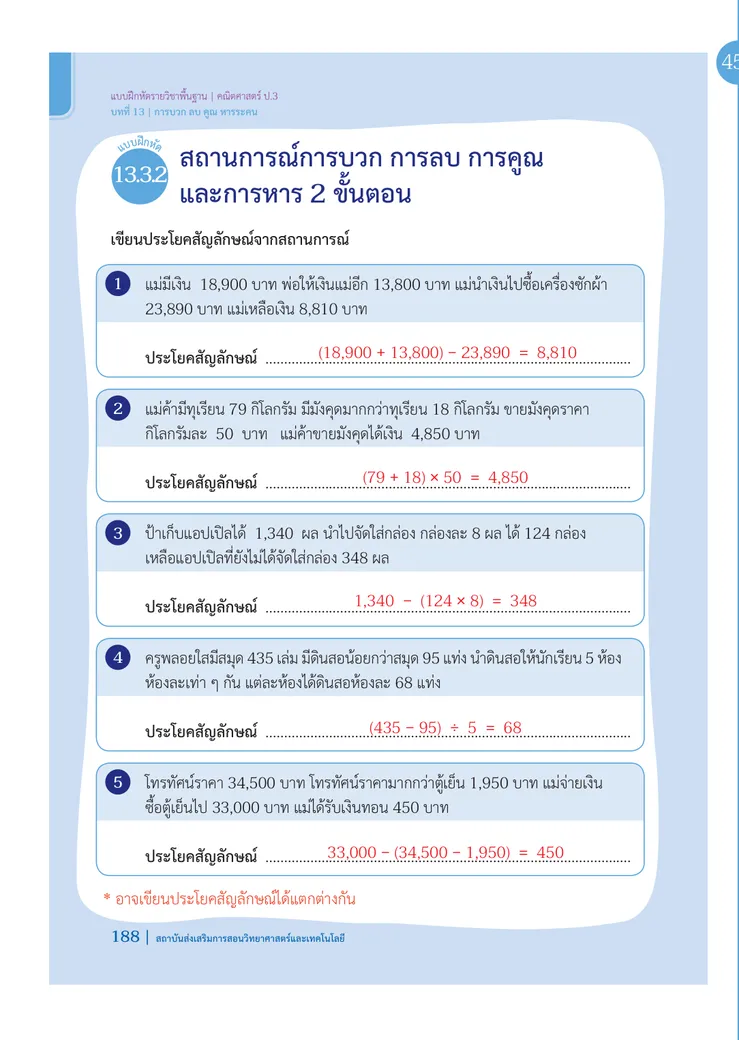 45
แบบฝึกหัดรายวิชาพื้นฐาน | คณิตศาสตร์ ป.3
บทที่ 13 | การบวก ลบ คูณ หารระคน
แบบฝึกหัด
13.3.2
สถานการณ์การบวก การลบ การคูณ
และการหาร 2 ขั้นตอน
เขียนประโยคสัญลักษณ์จากสถานการณ์
1 แม่มีเงิน 18,900 บาท พ่อให้เงินแม่อีก 13,800 บาท แม่นำเงินไปซื้อเครื่องซักผ้า
23,890 บาท แม่เหลือเงิน 8,810 บาท
ประโยคสัญลักษณ์ (18,900 + 13,800) − 23,890 = 8,810
2 แม่ค้ามีทุเรียน 79 กิโลกรัม มีมังคุดมากกว่าทุเรียน 18 กิโลกรัม ขายมังคุดราคา
กิโลกรัมละ 50 บาท แม่ค้าขายมังคุดได้เงิน 4,850 บาท
ประโยคสัญลักษณ์ (79 + 18) × 50 = 4,850
3 ป้าเก็บแอปเปิลได้ 1,340 ผล นำไปจัดใส่กล่อง กล่องละ 8 ผล ได้ 124 กล่อง
เหลือแอปเปิลที่ยังไม่ได้จัดใส่กล่อง 348 ผล
ประโยคสัญลักษณ์ 1,340 − (124 × 8) = 348
4 ครูพลอยใสมีสมุด 435 เล่ม มีดินสอน้อยกว่าสมุด 95 แท่ง นำดินสอให้นักเรียน 5 ห้อง
ห้องละเท่า ๆ กัน แต่ละห้องได้ดินสอห้องละ 68 แท่ง
ประโยคสัญลักษณ์ (435 − 95) ÷ 5 = 68
5 โทรทัศน์ราคา 34,500 บาท โทรทัศน์ราคามากกว่าตู้เย็น 1,950 บาท แม่จ่ายเงิน
ซื้อตู้เย็นไป 33,000 บาท แม่ได้รับเงินทอน 450 บาท
ประโยคสัญลักษณ์ 33,000 − (34,500 − 1,950) = 450
* อาจเขียนประโยคสัญลักษณ์ได้แตกต่างกัน
188 | สถาบันส่งเสริมการสอนวิทยาศาสตร์และเทคโนโลยี